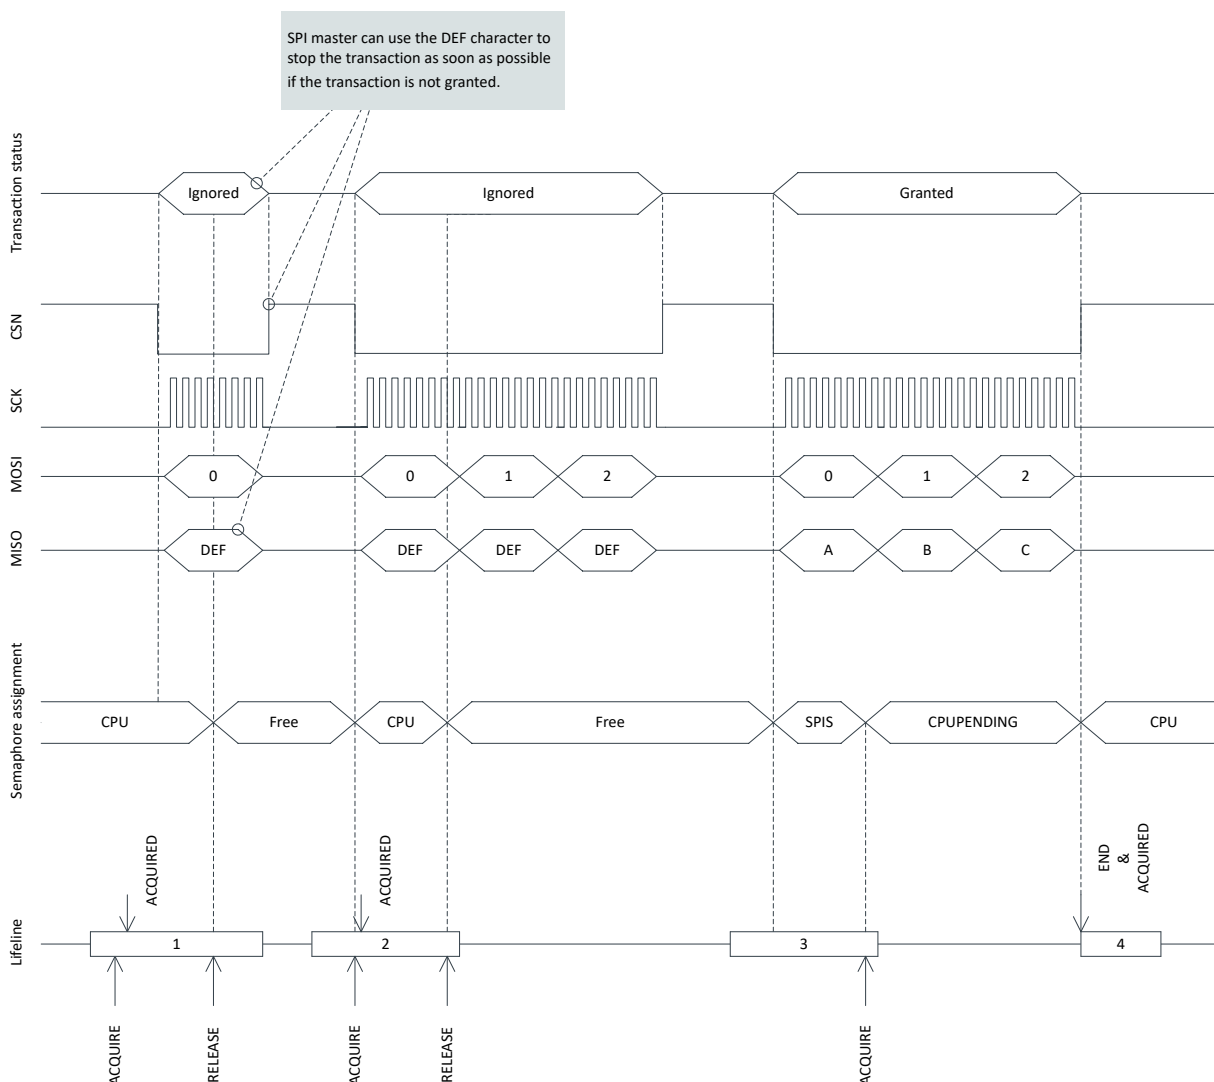 SPI master can use the DEF character to
stop the transaction as soon as possible
if the transaction is not granted.
Transaction status
Ignored
Ignored
Granted
CSN
SCK
MOSI
0
0
1
2
0
1
2
MISO
DEF
DEF
DEF
DEF
A
B
C
Semaphore assignment
CPU
Free
CPU
Free
SPIS
CPUPENDING
CPU
ACQUIRED
ACQUIRED
END
&
ACQUIRED
Lifeline
1
2
3
4
ACQUIRE
RELEASE
ACQUIRE
RELEASE
ACQUIRE